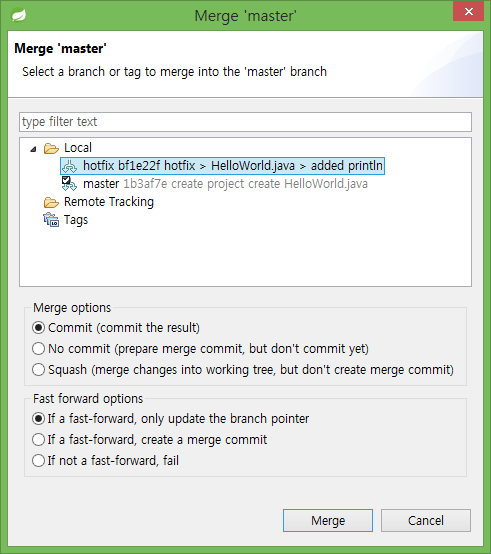 Merge 'master'
Merge 'master'
Select a branch or tag to merge into the 'master' branch
type filter text
Local
hotfix bf1e22f hotfix > HelloWorld.java > added println
master 1b3af7e create project create HelloWorld.java
Remote Tracking
Tags
Merge options
Commit (commit the result)
No commit (prepare merge commit, but don't commit yet)
Squash (merge changes into working tree, but don't create merge commit)
Fast forward options
If a fast-forward, only update the branch pointer
If a fast-forward, create a merge commit
If not a fast-forward, fail
Merge Cancel